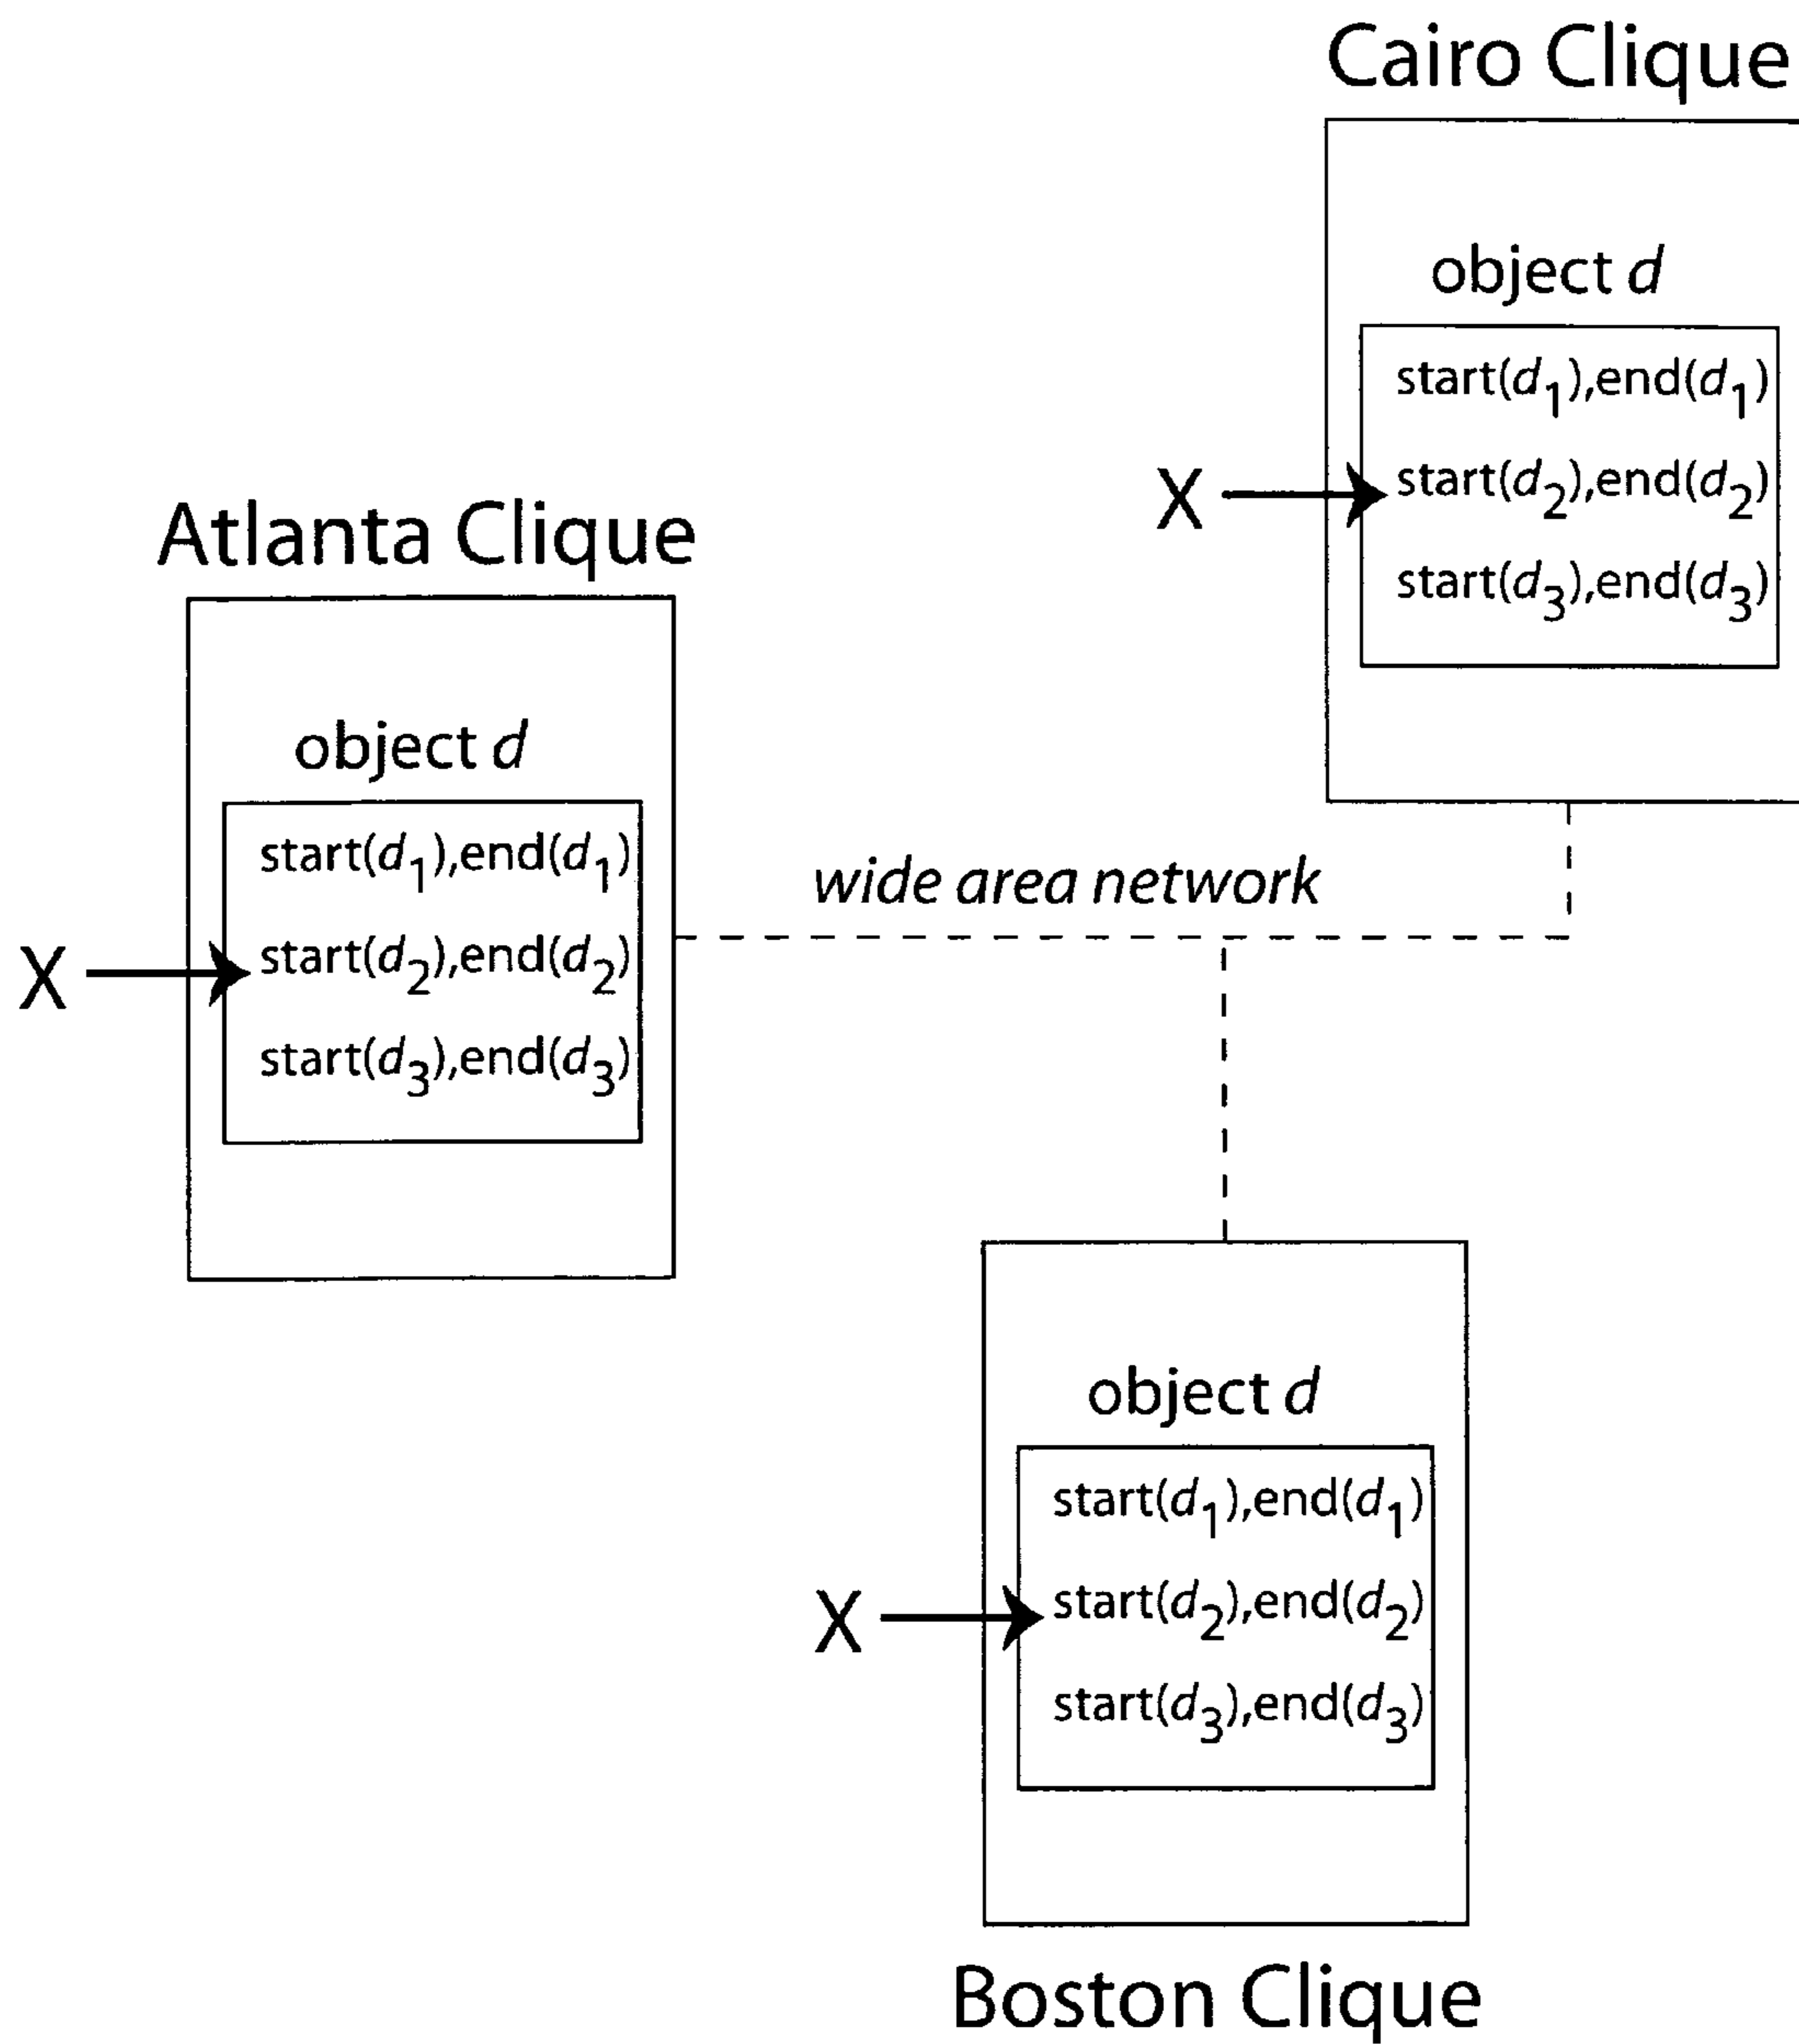 Cairo Clique
object d
start(d1),end(d1)
X start(d2),end(d2)
start(d3),end(d3)
Atlanta Clique
object d
start(d1),end(d1)
X start(d2),end(d2)
start(d3),end(d3)
wide area network
object d
start(d1),end(d1)
X start(d2),end(d2)
start(d3),end(d3)
Boston Clique